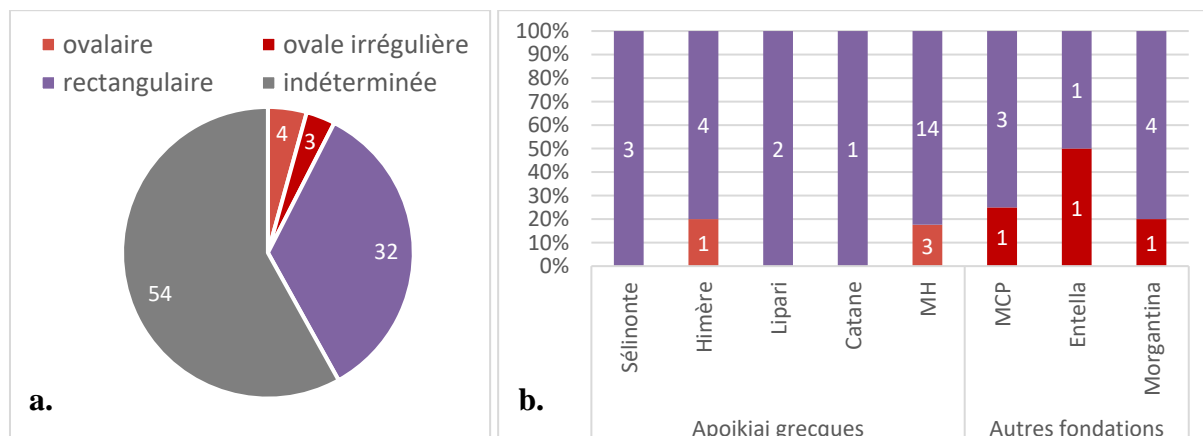 ovalaire ovale irrégulière
rectangulaire indéterminée
4
3
32
54
a.
100%
90%
80%
70%
60%
50%
40%
30%
20%
10%
0%
3 4 2 1 14 3 1 4
1 3 1 1 1
Sélinonte
Himère
Lipari
Catane
MH
MCP
Entella
Morgantina
Apoikiai grecques Autres fondations
b.